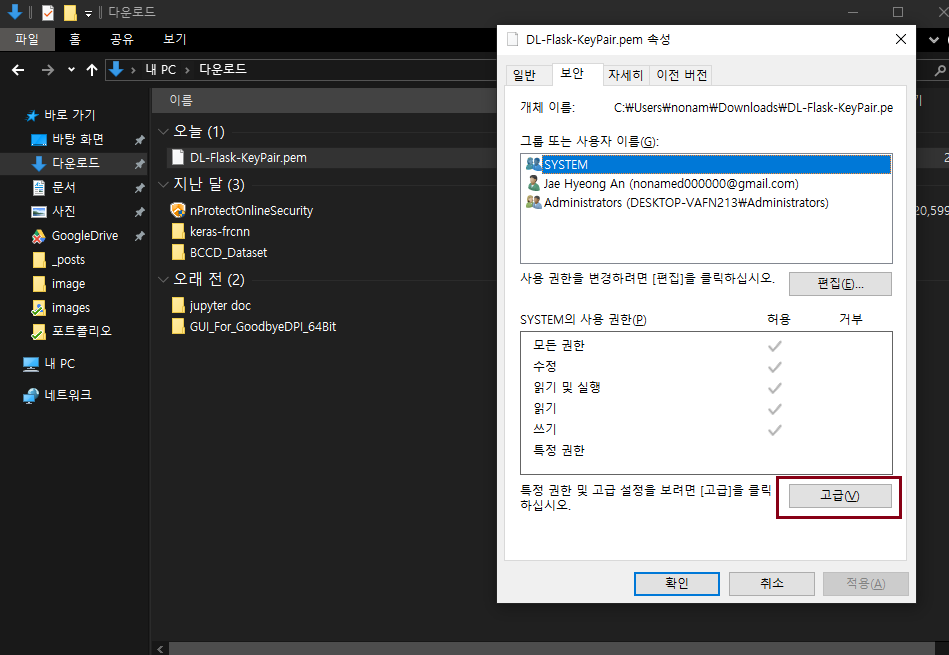 다운로드
파일 홈 공유 보기
내 PC 다운로드
바로 가기
바탕 화면
다운로드
문서
사진
GoogleDrive
_posts
image
images
포트폴리오
내 PC
네트워크
이름
오늘 (1)
DL-Flask-KeyPair.pem
지난 달 (3)
nProtectOnlineSecurity
keras-frcnn
BCCD_Dataset
오래 전 (2)
jupyter doc
GUI_For_GoodbyeDPI_64Bit
20,599
DL-Flask-KeyPair.pem 속성
일반 보안 자세히 이전 버전
개체 이름: C:₩Users₩nonam₩Downloads₩DL-Flask-KeyPair.pe
그룹 또는 사용자 이름(G):
SYSTEM
Jae Hyeong An (nonamed000000@gmail.com)
Administrators (DESKTOP-VAFN213₩Administrators)
사용 권한을 변경하려면 [편집]을 클릭하십시오.
편집(E)...
SYSTEM의 사용 권한(P) 허용 거부
모든 권한
수정
읽기 및 실행
읽기
쓰기
특정 권한
특정 권한 및 고급 설정을 보려면 [고급]을 클릭
하십시오.
고급(V)
확인 취소 적용(A)